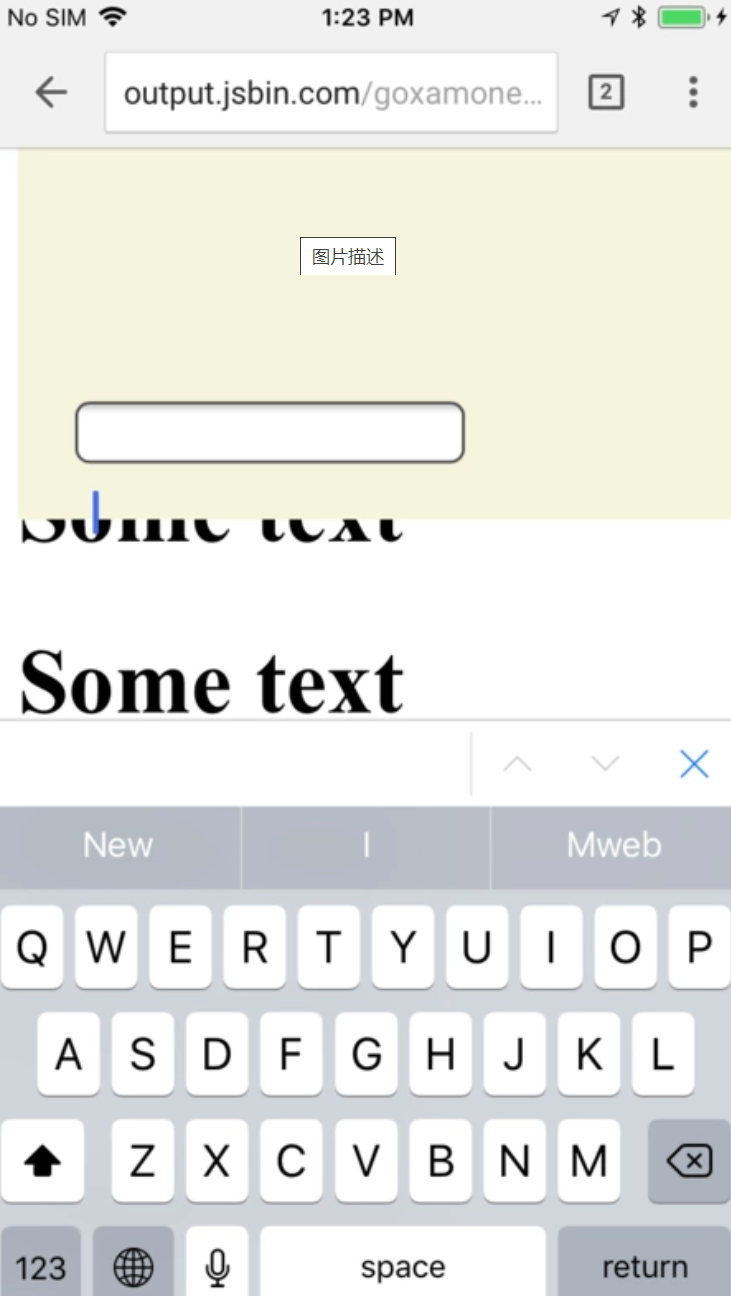 No SIM 1:23 PM
output.jsbin.com/goxamone... 2
图片描述
Some text
Some text
New I Mweb
Q W E R T Y U I O P
A S D F G H J K L
Z X C V B N M
123 space return